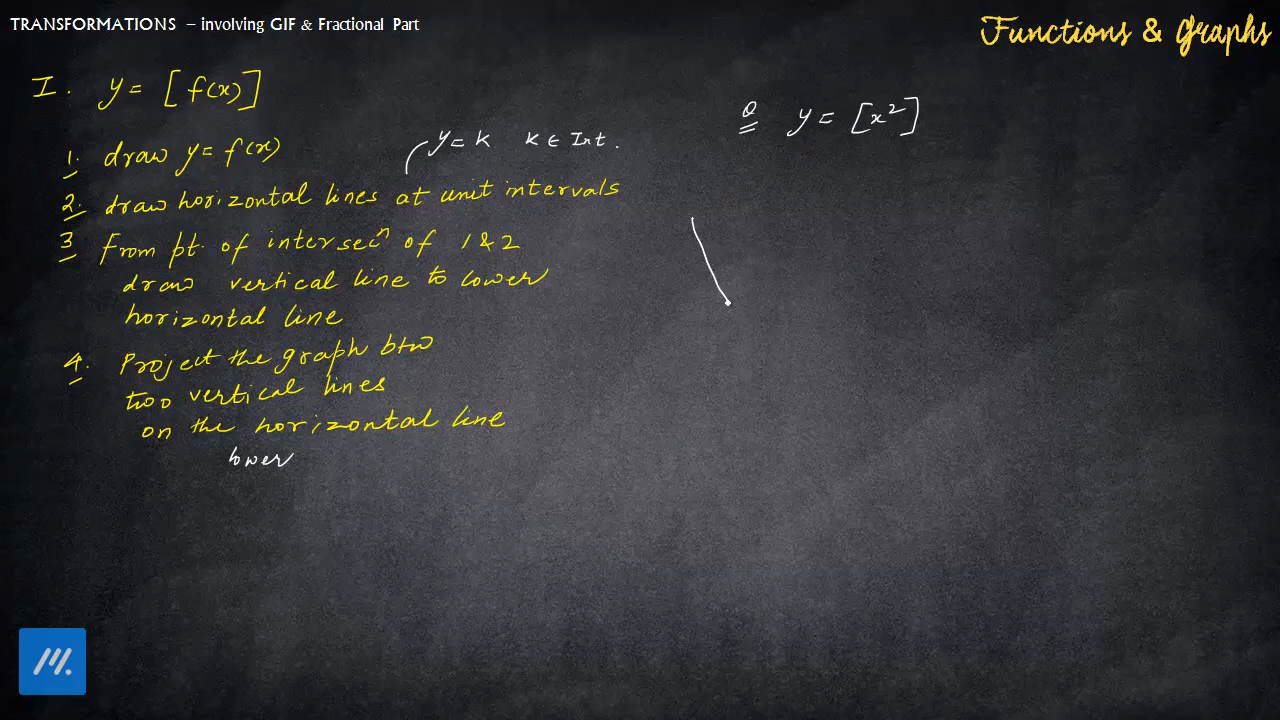 TRANSFORMATIONS – involving GIF & Fractional Part
Functions & Graphs
I. y = [f(x)]
Q y = [x²]
y = k k ∈ Int.
1. draw y = f(x)
2. draw horizontal lines at unit intervals
3 From pt. of intersecⁿ of 1 & 2
draw vertical line to lower
horizontal line
4. Project the graph btw
two vertical lines
on the horizontal line
lower